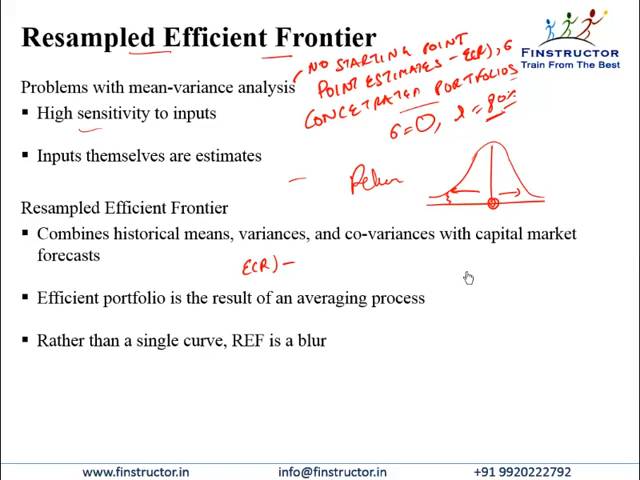 Resampled Efficient Frontier
FINSTRUCTOR
Train From The Best
NO STARTING POINT
POINT ESTIMATES - E(R), σ
CONCETRATED PORTFOLIOS
σ = 0, r = 80%
Problems with mean-variance analysis
High sensitivity to inputs
Inputs themselves are estimates
Resampled Efficient Frontier
Combines historical means, variances, and co-variances with capital market
forecasts
E(R) -
Efficient portfolio is the result of an averaging process
Rather than a single curve, REF is a blur
www.finstructor.in info@finstructor.in +91 9920222792